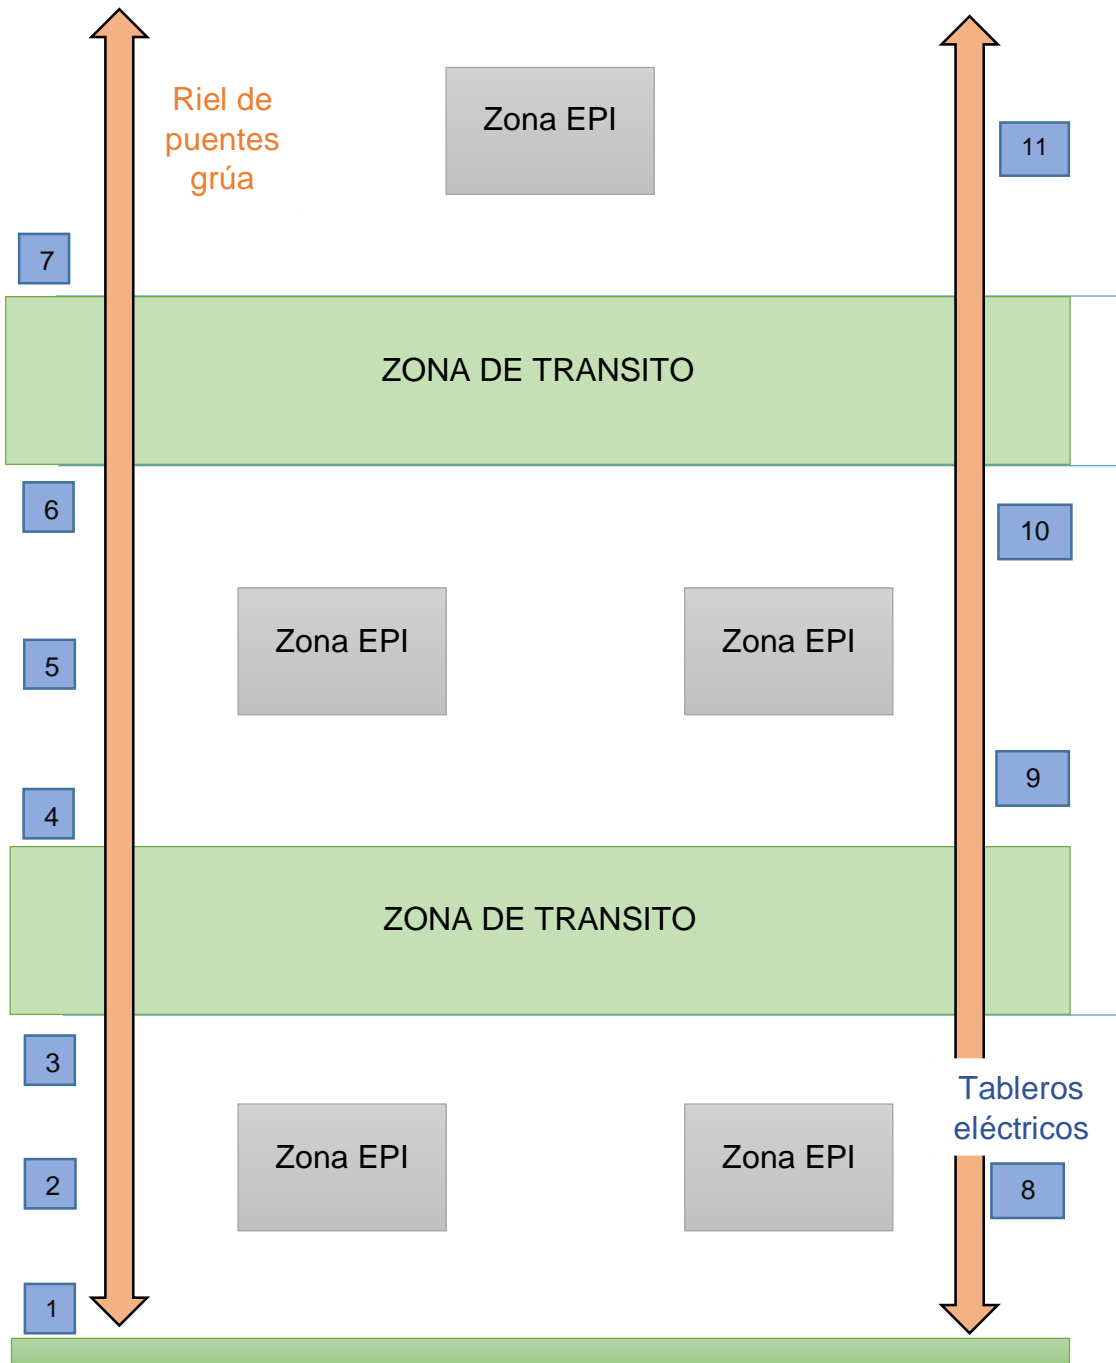 Riel de
puentes
grúa
Zona EPI
11
7
ZONA DE TRANSITO
6
10
Zona EPI
Zona EPI
5
9
4
ZONA DE TRANSITO
3
Tableros
eléctricos
Zona EPI
Zona EPI
2
8
1